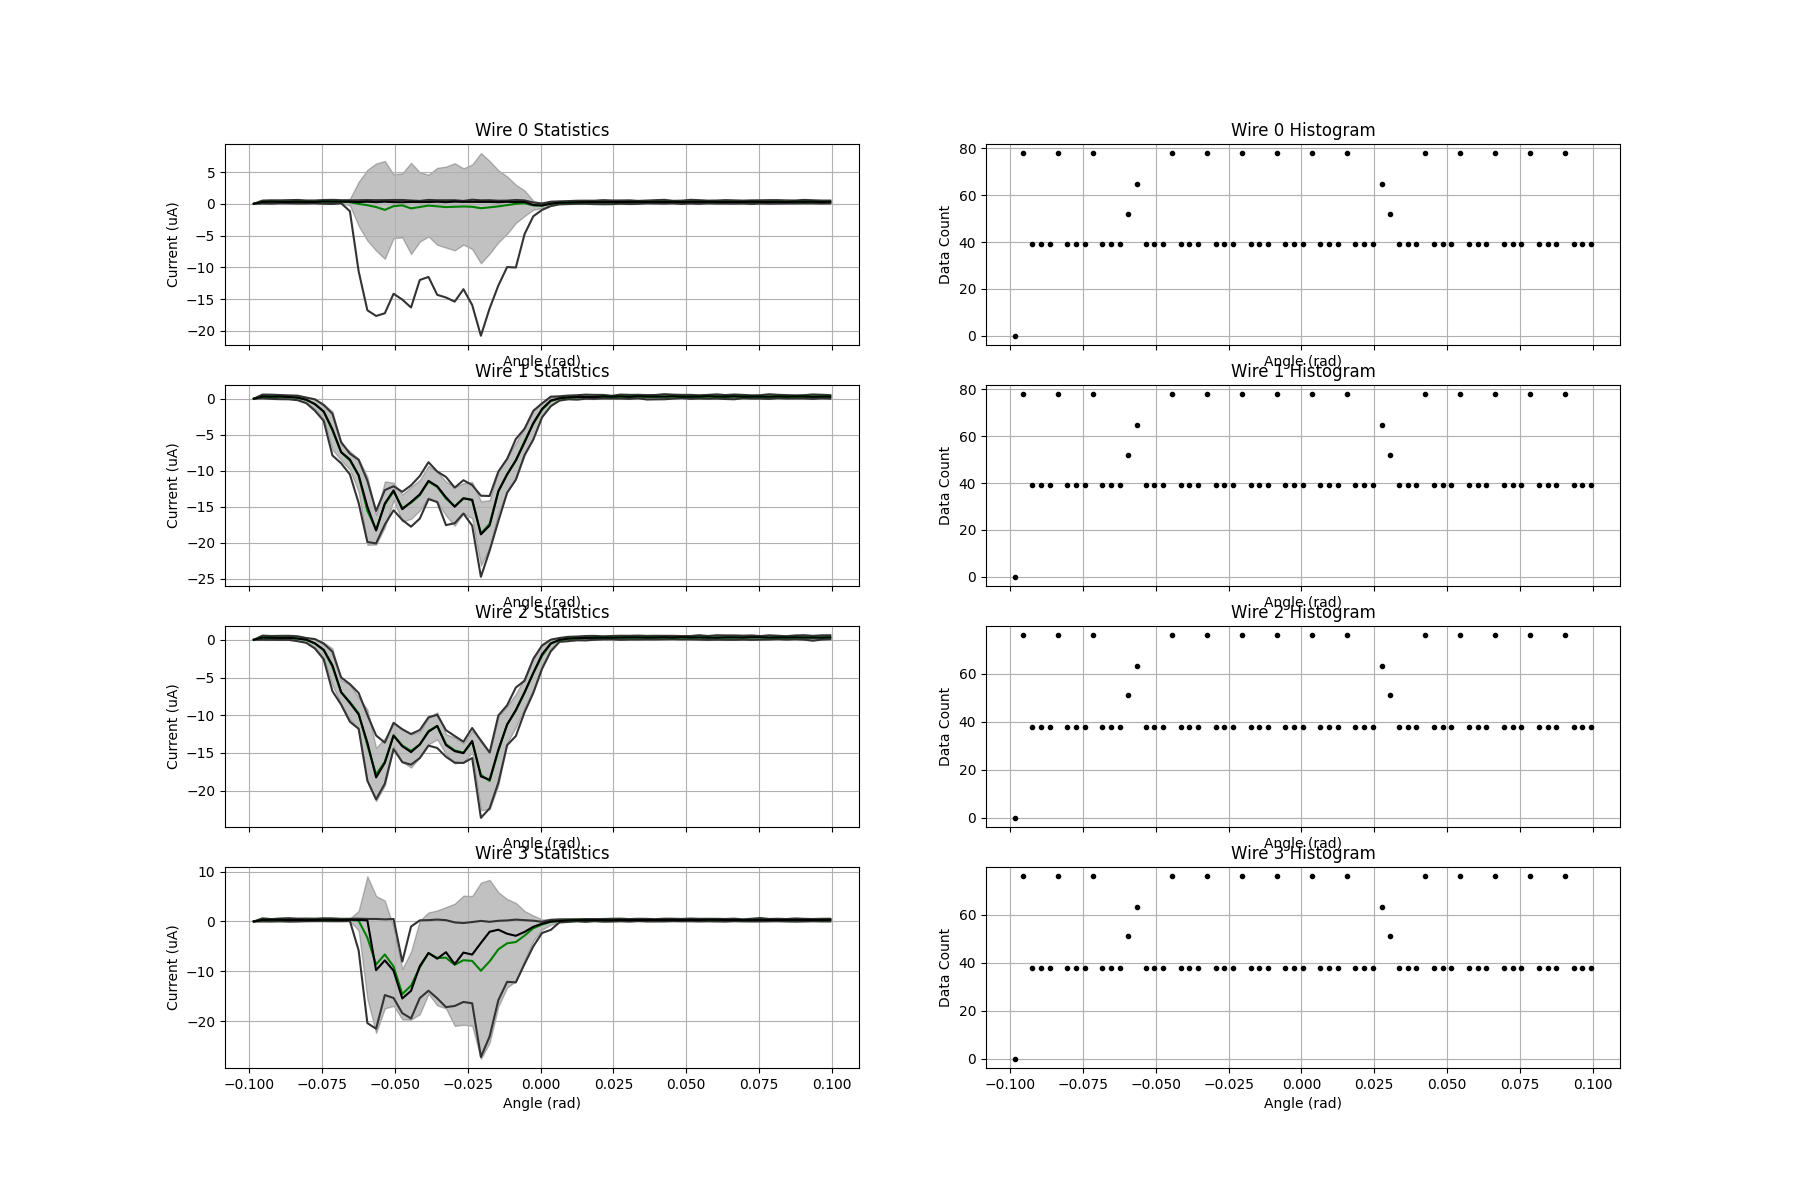 Wire 0 Statistics
Current (uA)
5
0
−5
−10
−15
−20
Angle (rad)
Wire 0 Histogram
Data Count
80
60
40
20
0
Angle (rad)
Wire 1 Statistics
Current (uA)
0
−5
−10
−15
−20
−25
Angle (rad)
Wire 1 Histogram
Data Count
80
60
40
20
0
Angle (rad)
Wire 2 Statistics
Current (uA)
0
−5
−10
−15
−20
Angle (rad)
Wire 2 Histogram
Data Count
60
40
20
0
Angle (rad)
Wire 3 Statistics
Current (uA)
10
0
−10
−20
−0.100 −0.075 −0.050 −0.025 0.000 0.025 0.050 0.075 0.100
Angle (rad)
Wire 3 Histogram
Data Count
60
40
20
0
−0.100 −0.075 −0.050 −0.025 0.000 0.025 0.050 0.075 0.100
Angle (rad)